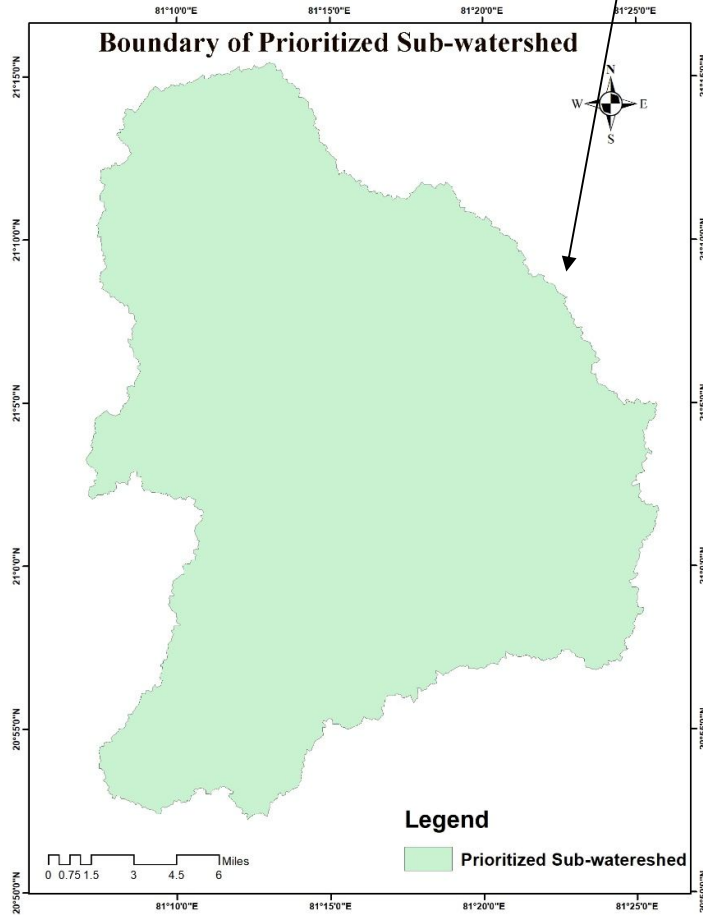 81°10'0"E 81°15'0"E 81°20'0"E 81°25'0"E
Boundary of Prioritized Sub-watershed
N
W E
S
21°15'0"N
21°10'0"N
21°5'0"N
21°0'0"N
20°55'0"N
20°50'0"N
Legend
Prioritized Sub-watereshed
Miles
0 0.75 1.5 3 4.5 6
81°10'0"E 81°15'0"E 81°20'0"E 81°25'0"E